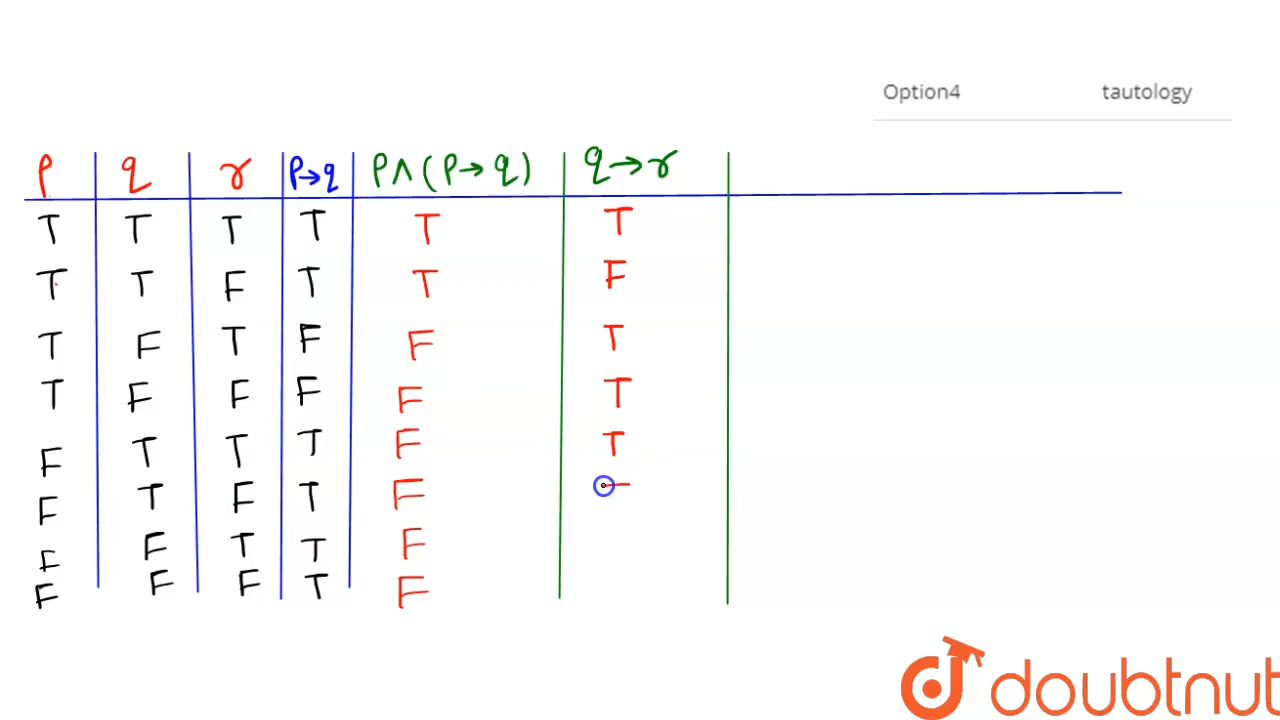 Option4 tautology
p q r p→q p∧(p→q) q→r
T T T T T T
T T F T T F
T F T F F T
T F F F F T
F T T T F T
F T F T F
F F T T F
F F F T F
doubtnut